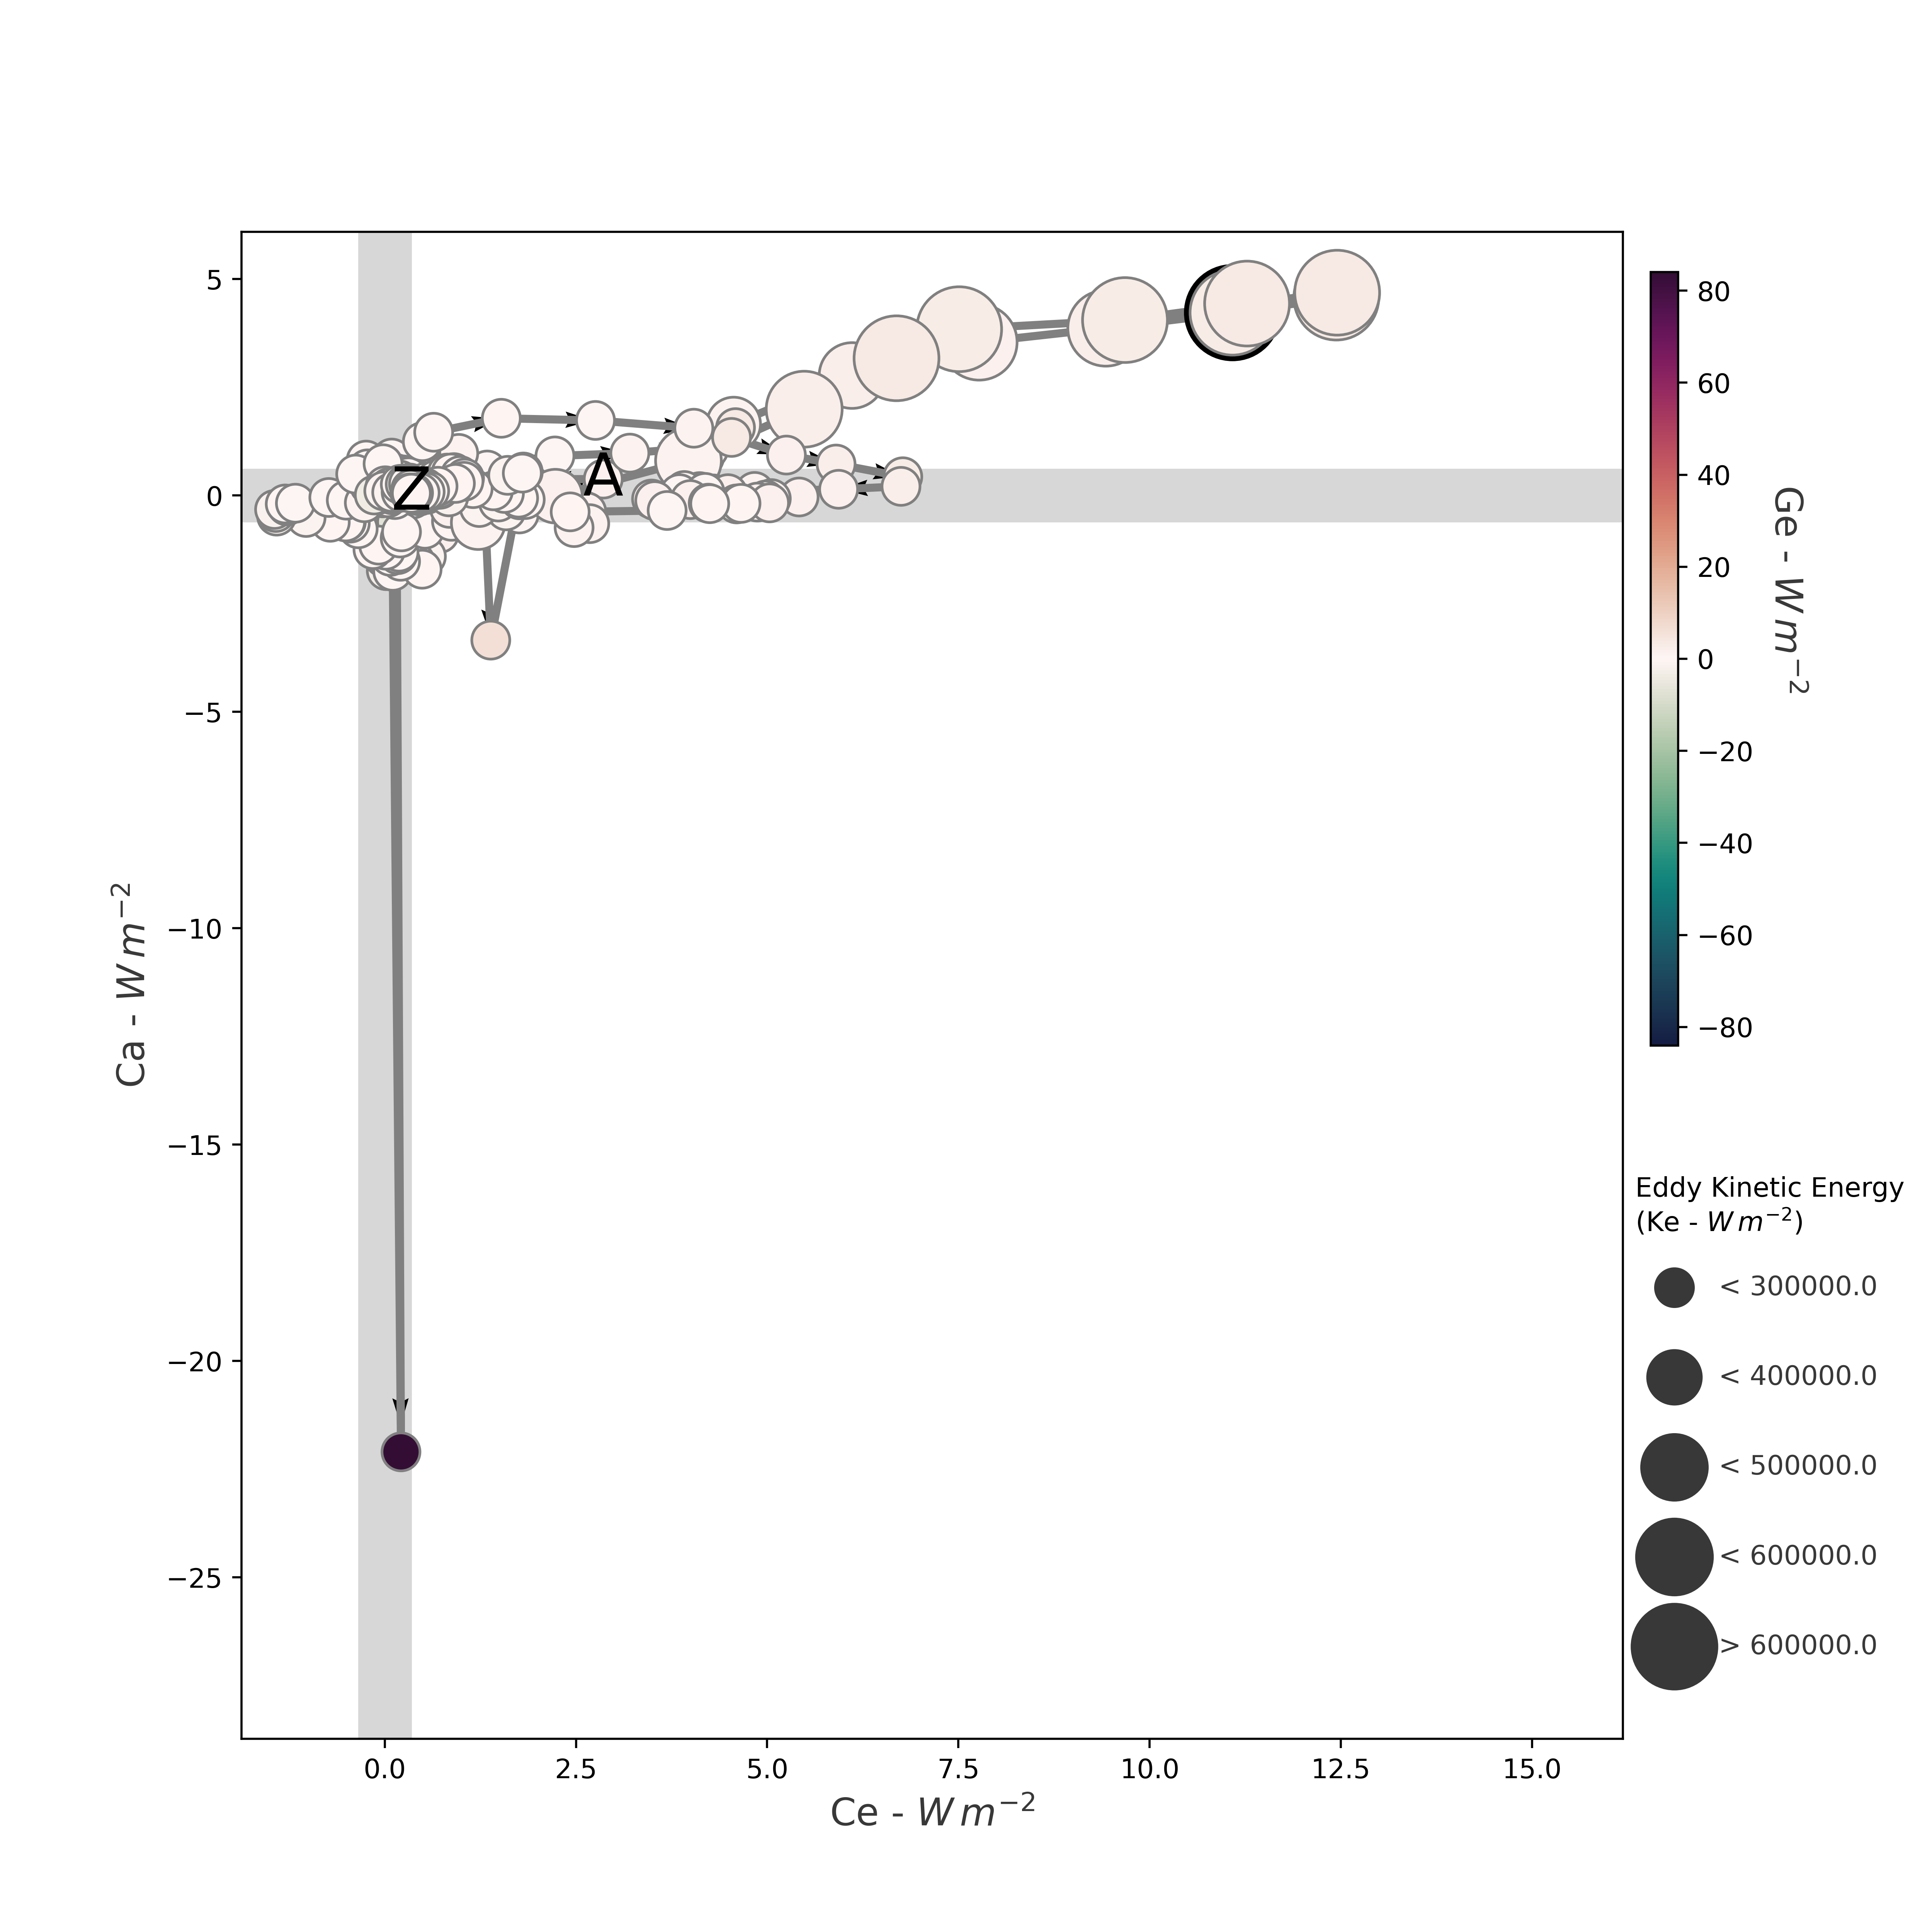 5
0
−5
−10
−15
−20
−25
Ca - W m⁻²
0.0 2.5 5.0 7.5 10.0 12.5 15.0
Ce - W m⁻²
A
Z
80
60
40
20
0
−20
−40
−60
−80
Ge - W m⁻²
Eddy Kinetic Energy
(Ke - W m⁻²)
< 300000.0
< 400000.0
< 500000.0
< 600000.0
> 600000.0